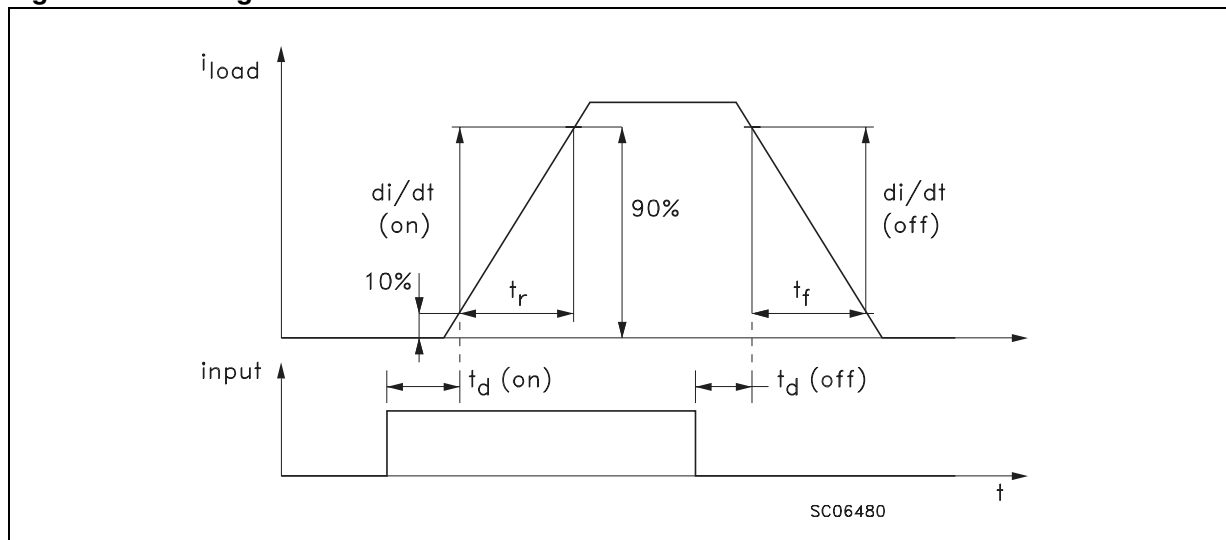 i_load
di/dt
(on)
90%
di/dt
(off)
10%
t_r
t_f
input
t_d (on)
t_d (off)
t
SC06480